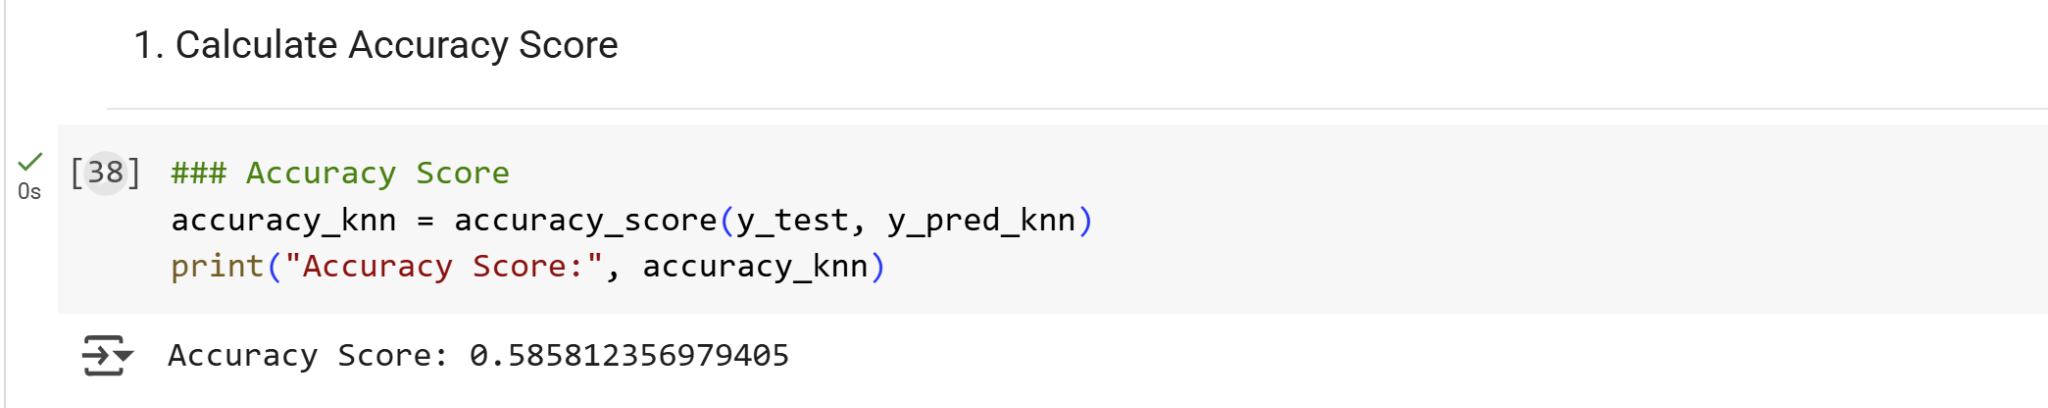 1. Calculate Accuracy Score
[38] ### Accuracy Score
0s
accuracy_knn = accuracy_score(y_test, y_pred_knn)
print("Accuracy Score:", accuracy_knn)
Accuracy Score: 0.585812356979405